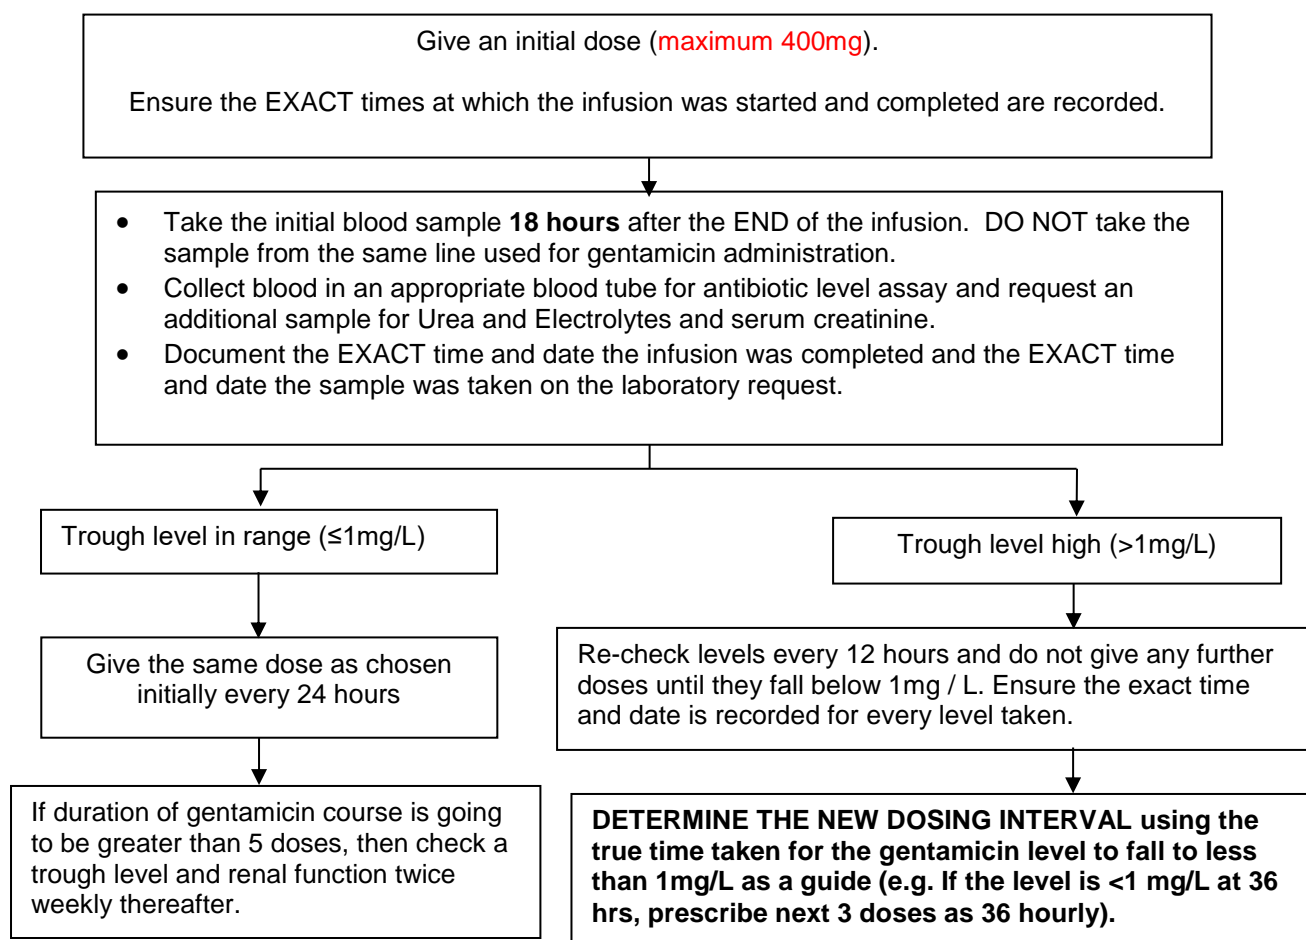 Give an initial dose (maximum 400mg).
Ensure the EXACT times at which the infusion was started and completed are recorded.
• Take the initial blood sample 18 hours after the END of the infusion.  DO NOT take the
sample from the same line used for gentamicin administration.
• Collect blood in an appropriate blood tube for antibiotic level assay and request an
additional sample for Urea and Electrolytes and serum creatinine.
• Document the EXACT time and date the infusion was completed and the EXACT time
and date the sample was taken on the laboratory request.
Trough level in range (≤1mg/L)
Trough level high (>1mg/L)
Give the same dose as chosen
initially every 24 hours
Re-check levels every 12 hours and do not give any further
doses until they fall below 1mg / L. Ensure the exact time
and date is recorded for every level taken.
If duration of gentamicin course is going
to be greater than 5 doses, then check a
trough level and renal function twice
weekly thereafter.
DETERMINE THE NEW DOSING INTERVAL using the
true time taken for the gentamicin level to fall to less
than 1mg/L as a guide (e.g. If the level is <1 mg/L at 36
hrs, prescribe next 3 doses as 36 hourly).